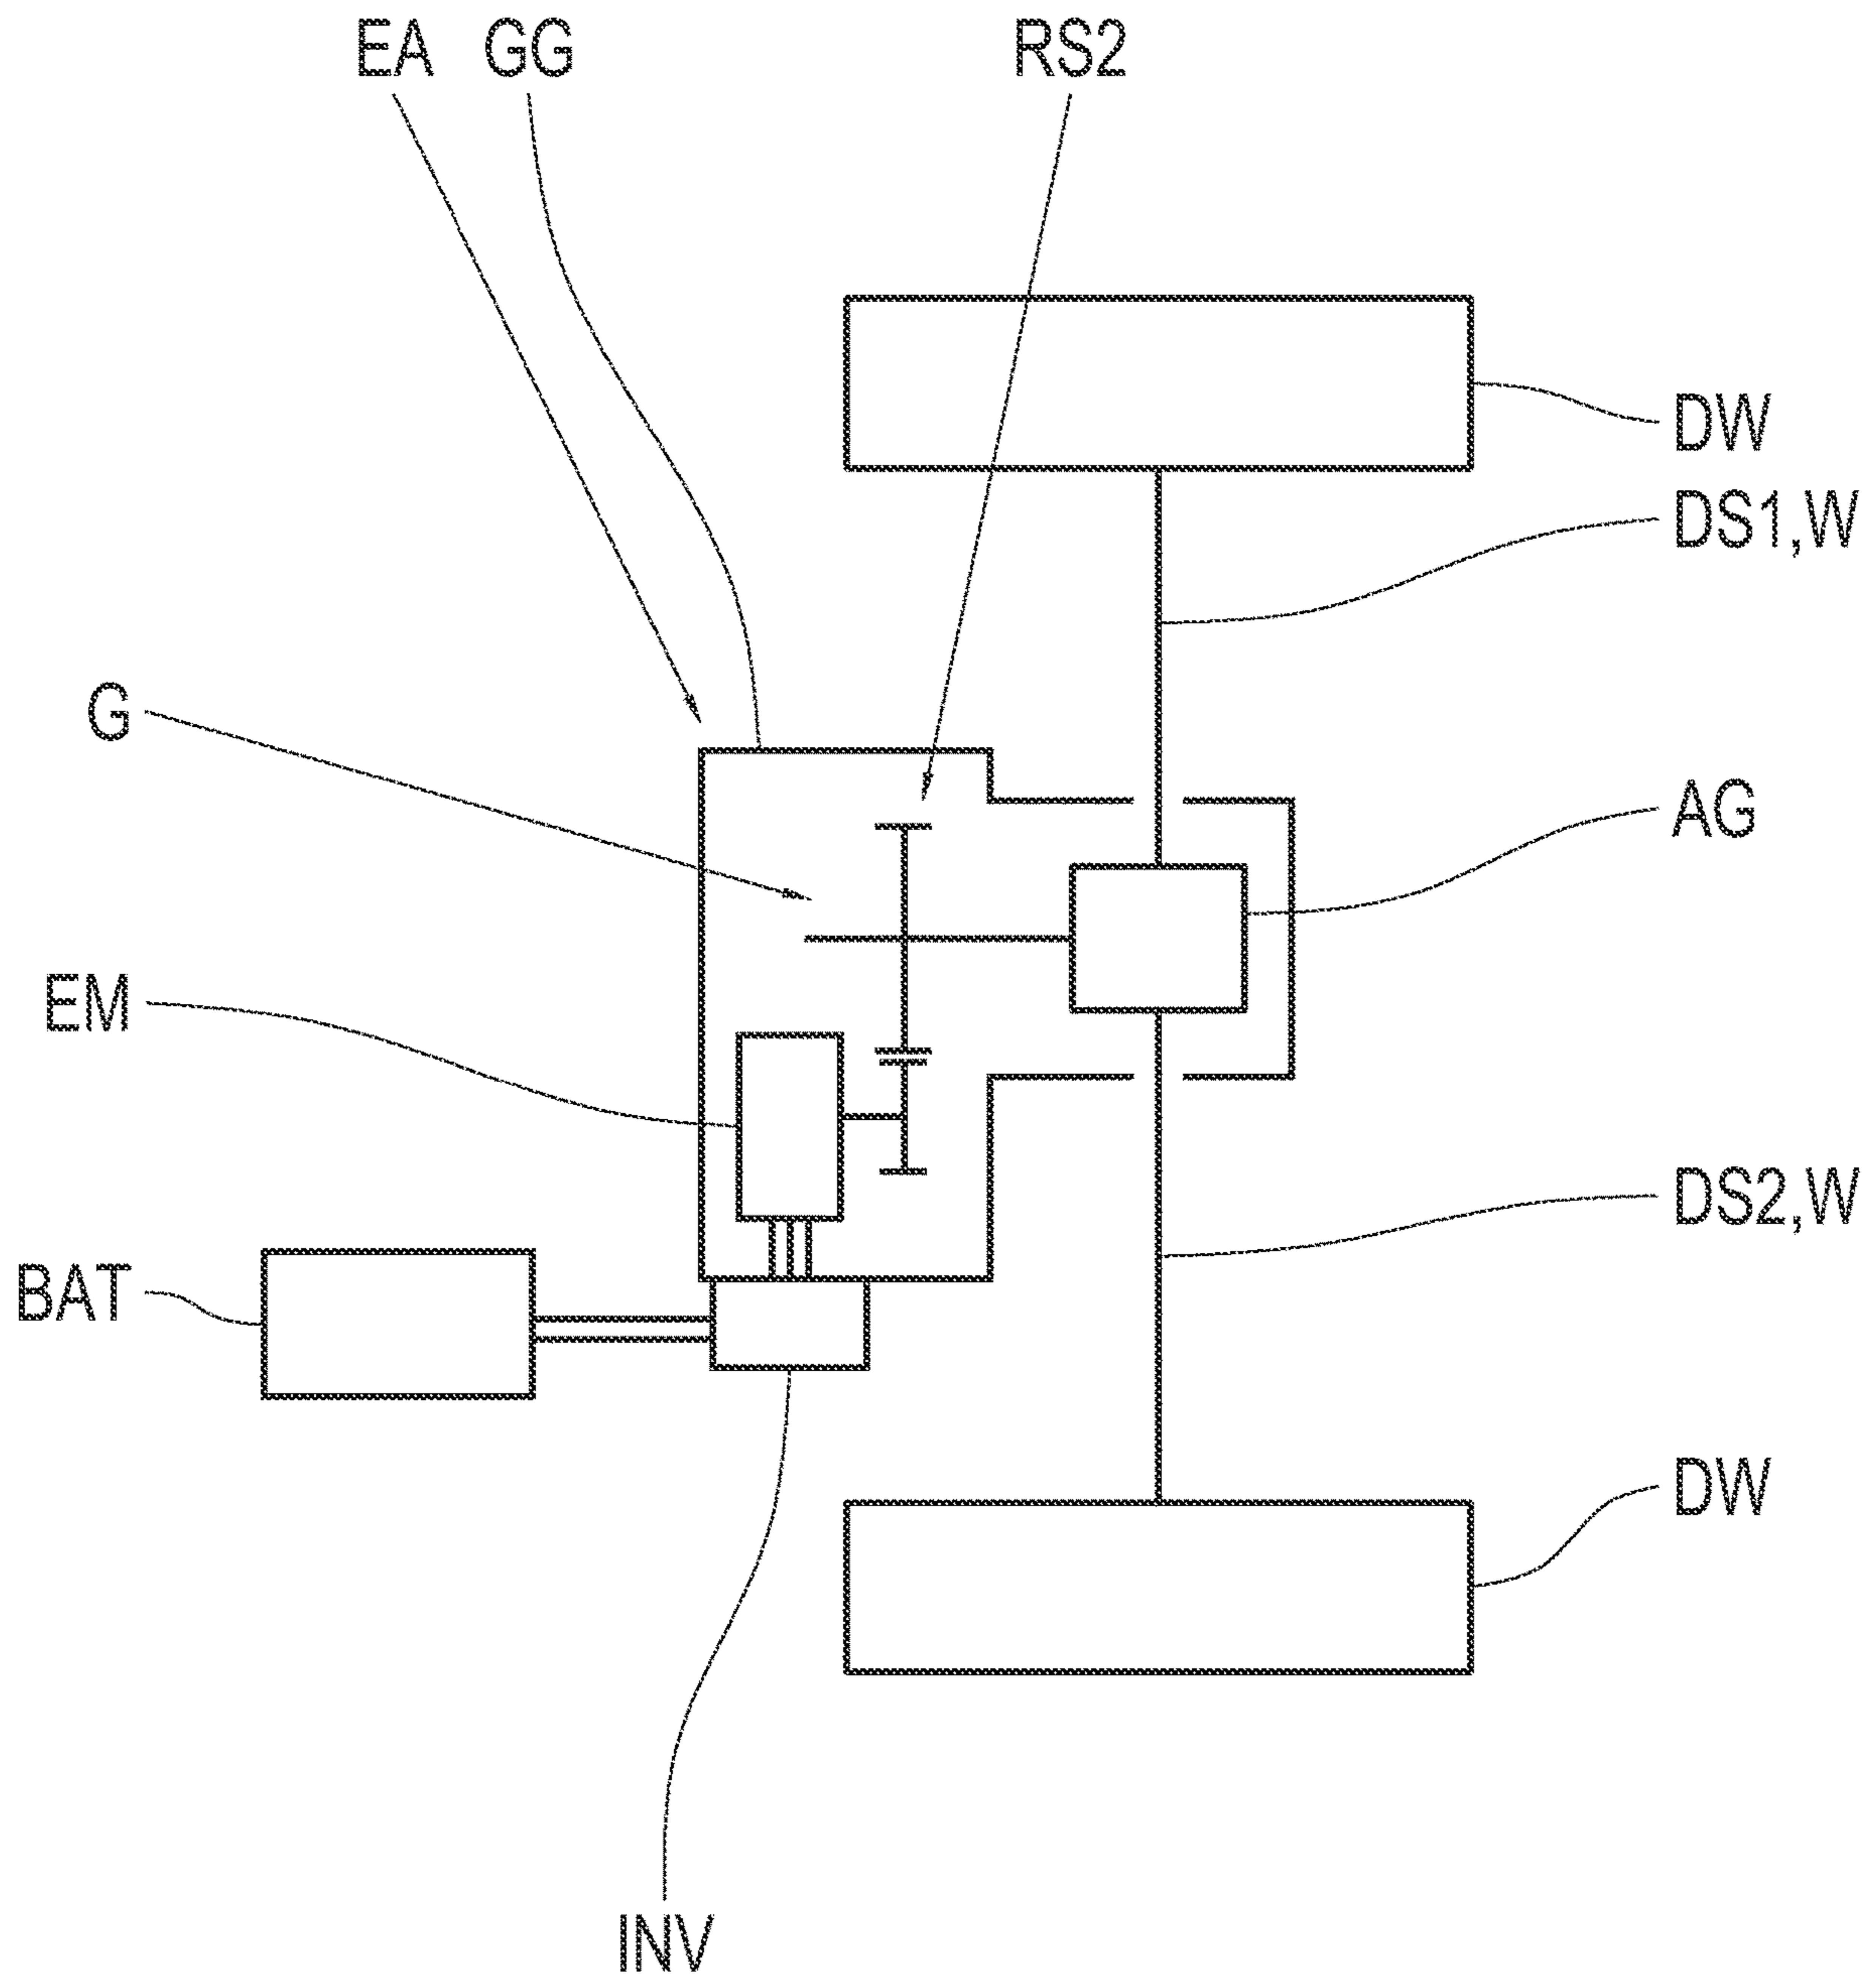 EA GG RS2
DW
DS1,W
G
AG
EM
DS2,W
BAT
DW
INV